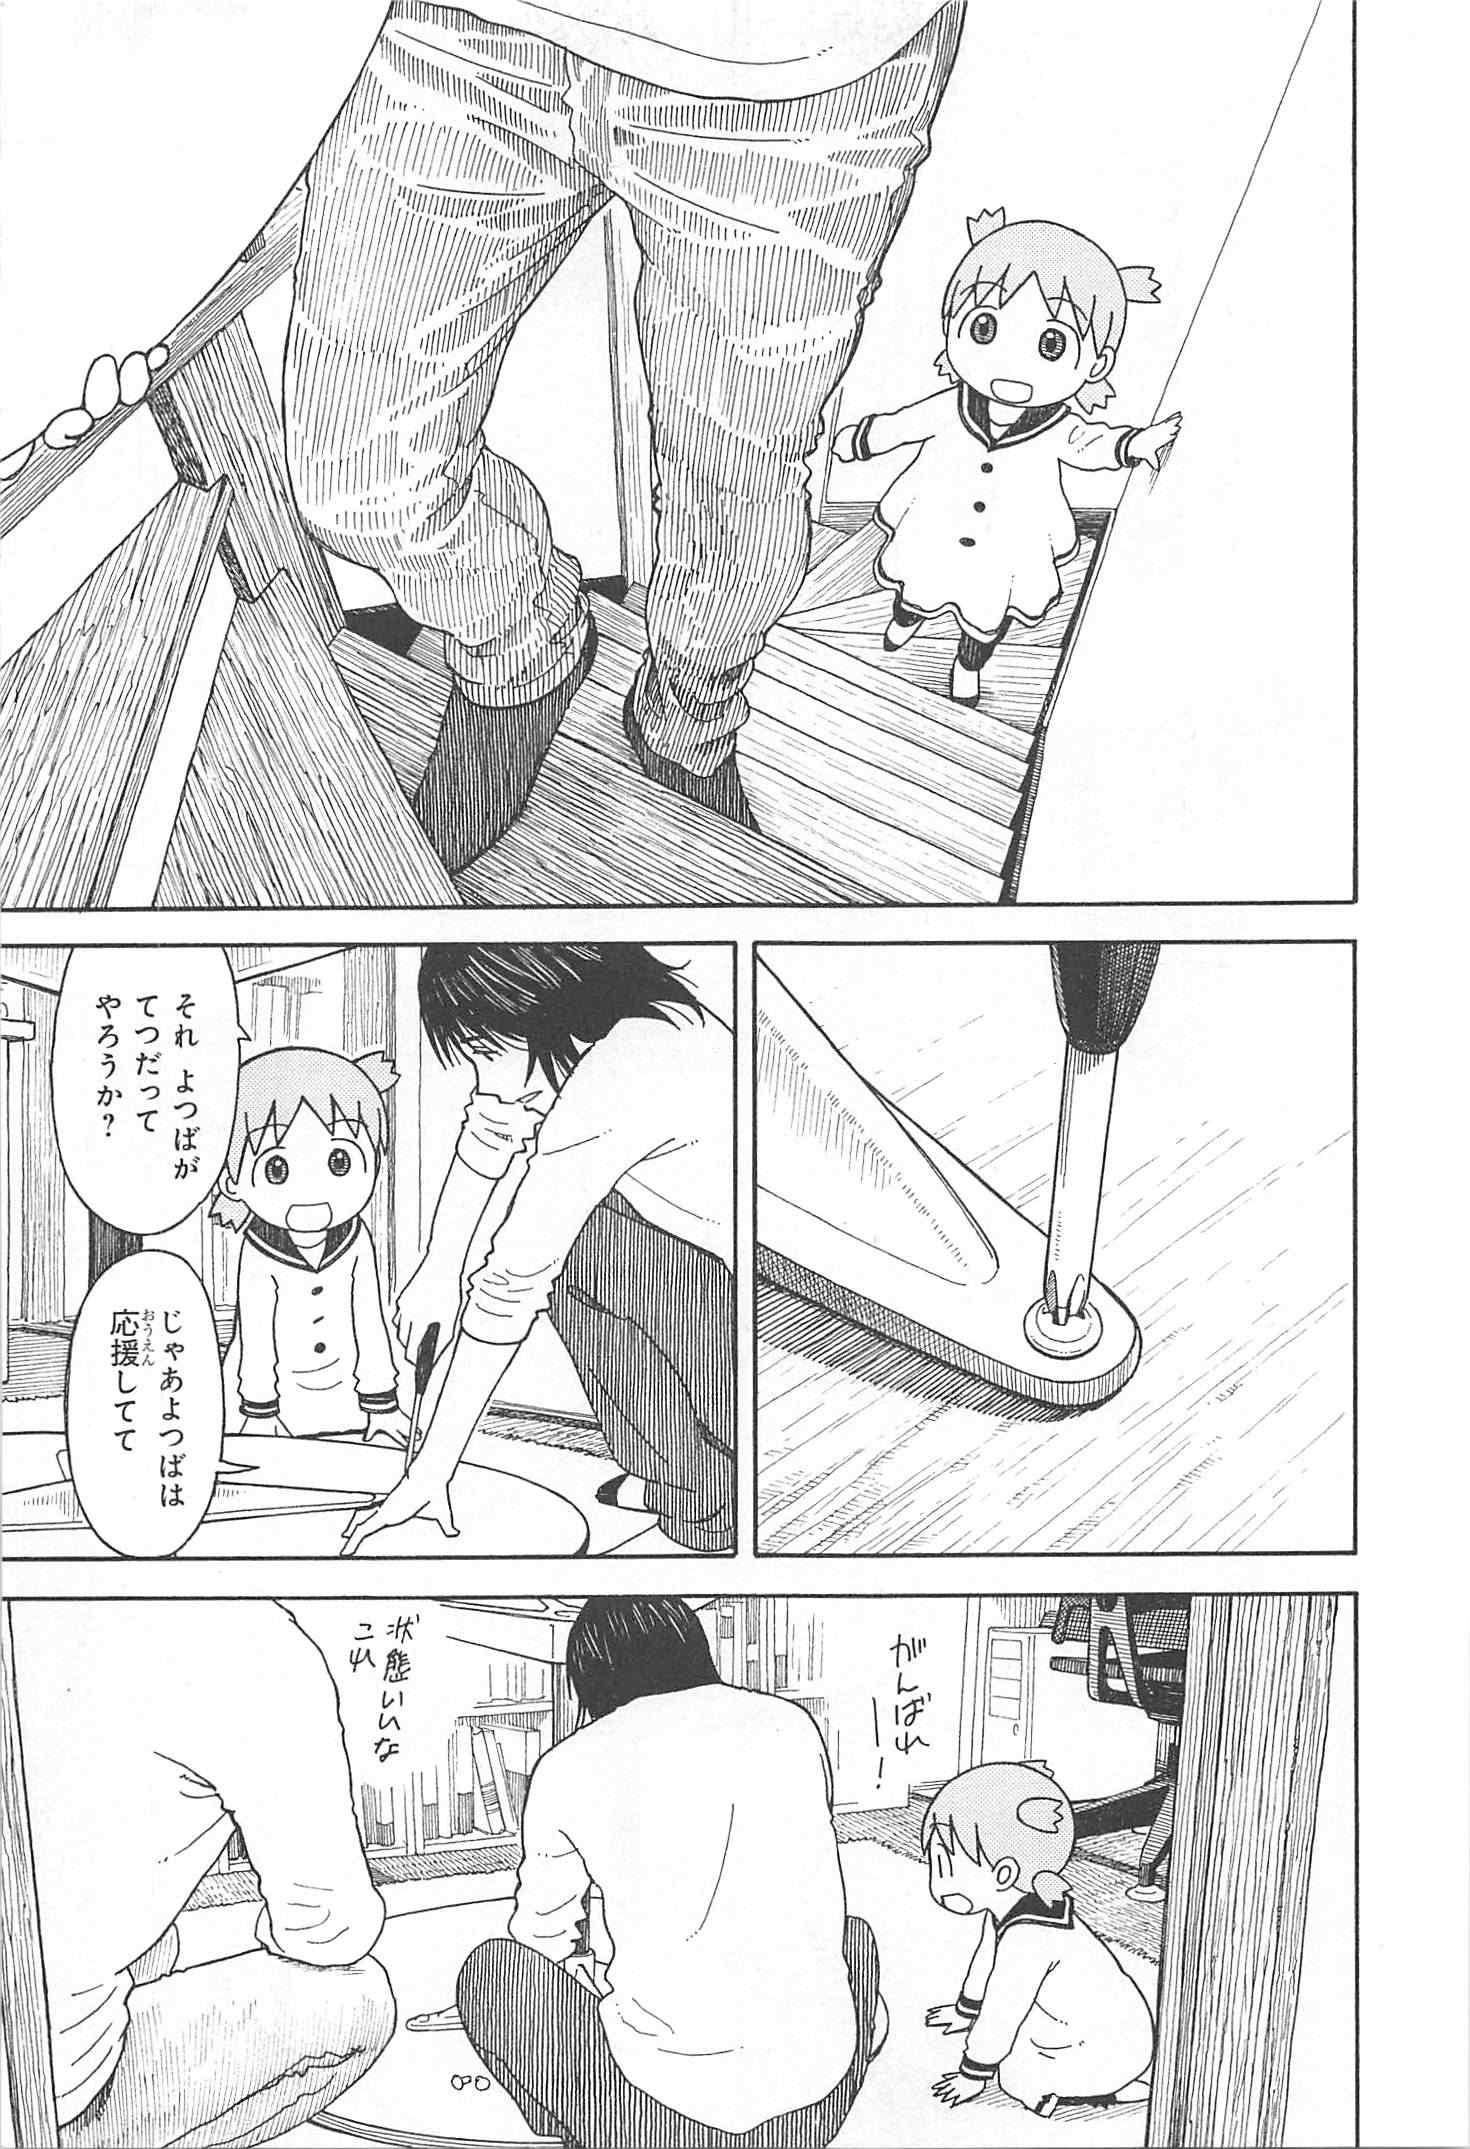 それ よつばが
てつだって
やろうか?
じゃあよつばは
応援してて
おうえん
がんばれー!
状態いいな
これ